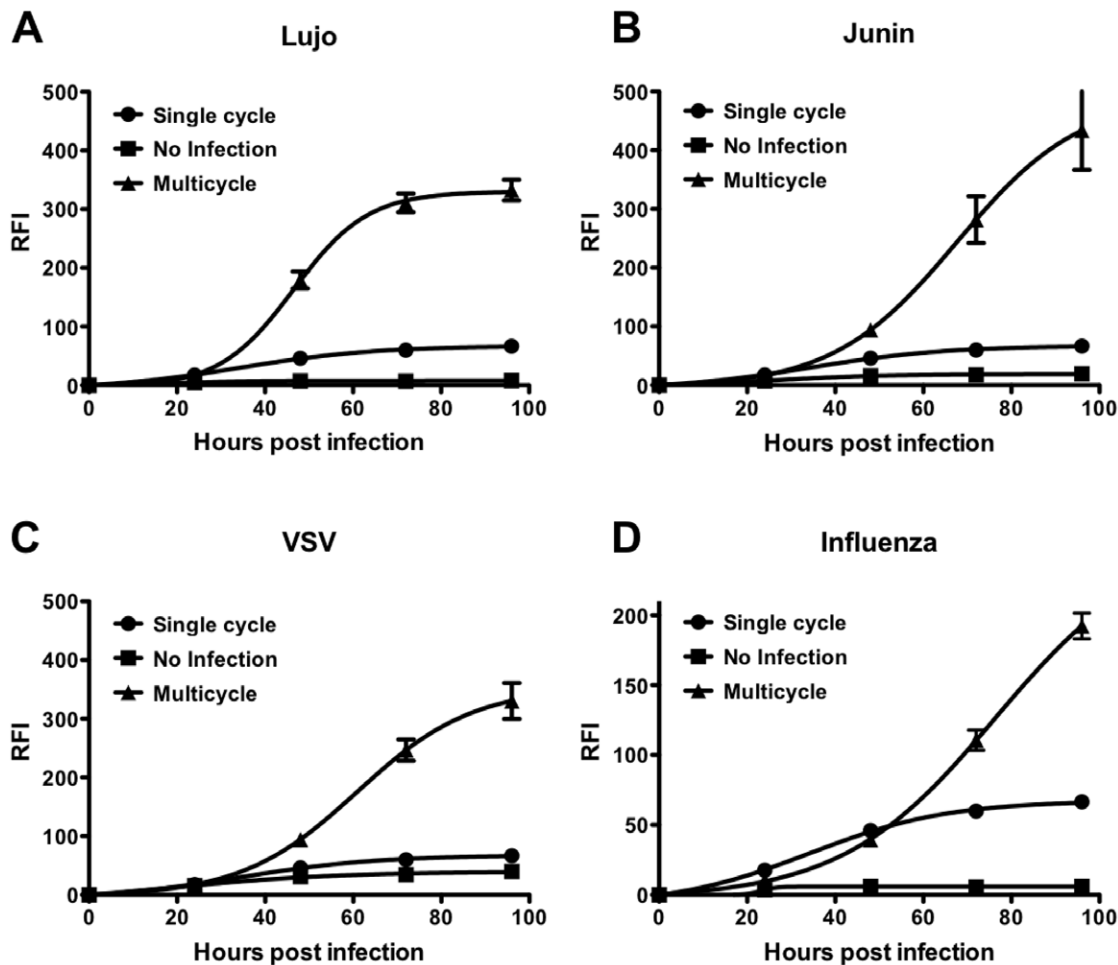 A
Lujo
500
400
300
200
100
0
RFI
Single cycle
No Infection
Multicycle
0 20 40 60 80 100
Hours post infection
B
Junin
500
400
300
200
100
0
RFI
Single cycle
No Infection
Multicycle
0 20 40 60 80 100
Hours post infection
C
VSV
500
400
300
200
100
0
RFI
Single cycle
No Infection
Multicycle
0 20 40 60 80 100
Hours post infection
D
Influenza
200
150
100
50
0
RFI
Single cycle
No Infection
Multicycle
0 20 40 60 80 100
Hours post infection